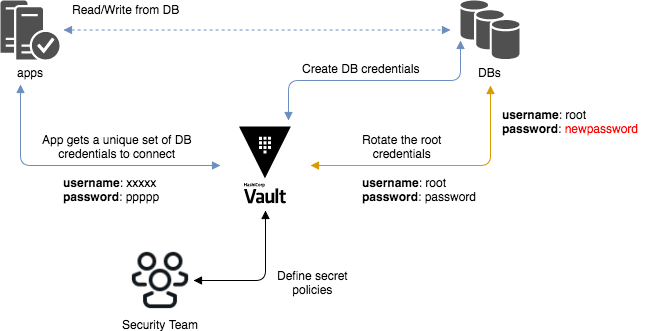 Read/Write from DB
apps
DBs
Create DB credentials
username: root
password: newpassword
App gets a unique set of DB
credentials to connect
Rotate the root
credentials
username: xxxxx
password: ppppp
username: root
password: password
HashiCorp
Vault
Define secret
policies
Security Team